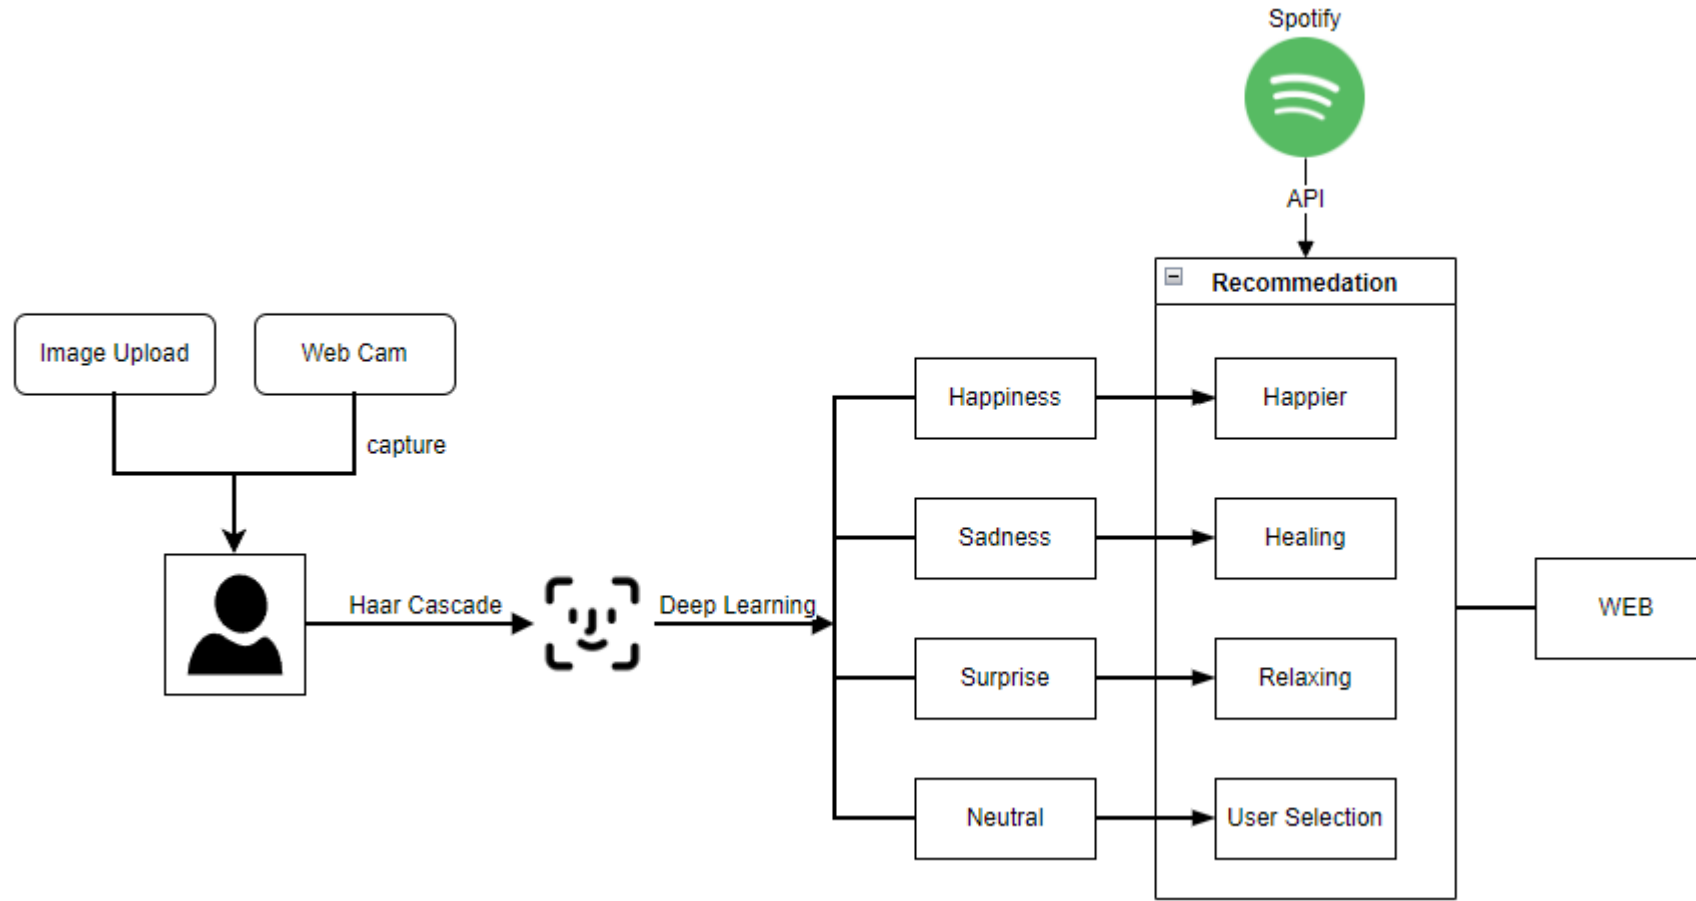 Spotify
API
Recommedation
Image Upload
Web Cam
capture
Haar Cascade
Deep Learning
Happiness
Happier
Sadness
Healing
Surprise
Relaxing
Neutral
User Selection
WEB